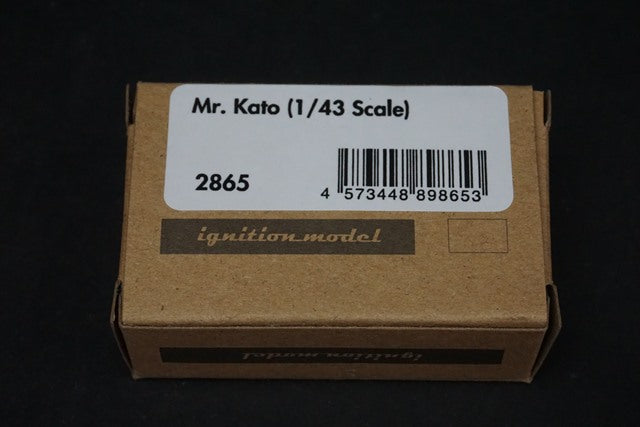 Mr. Kato (1/43 Scale)
2865
4 573448 898653
ignition model
ignition model